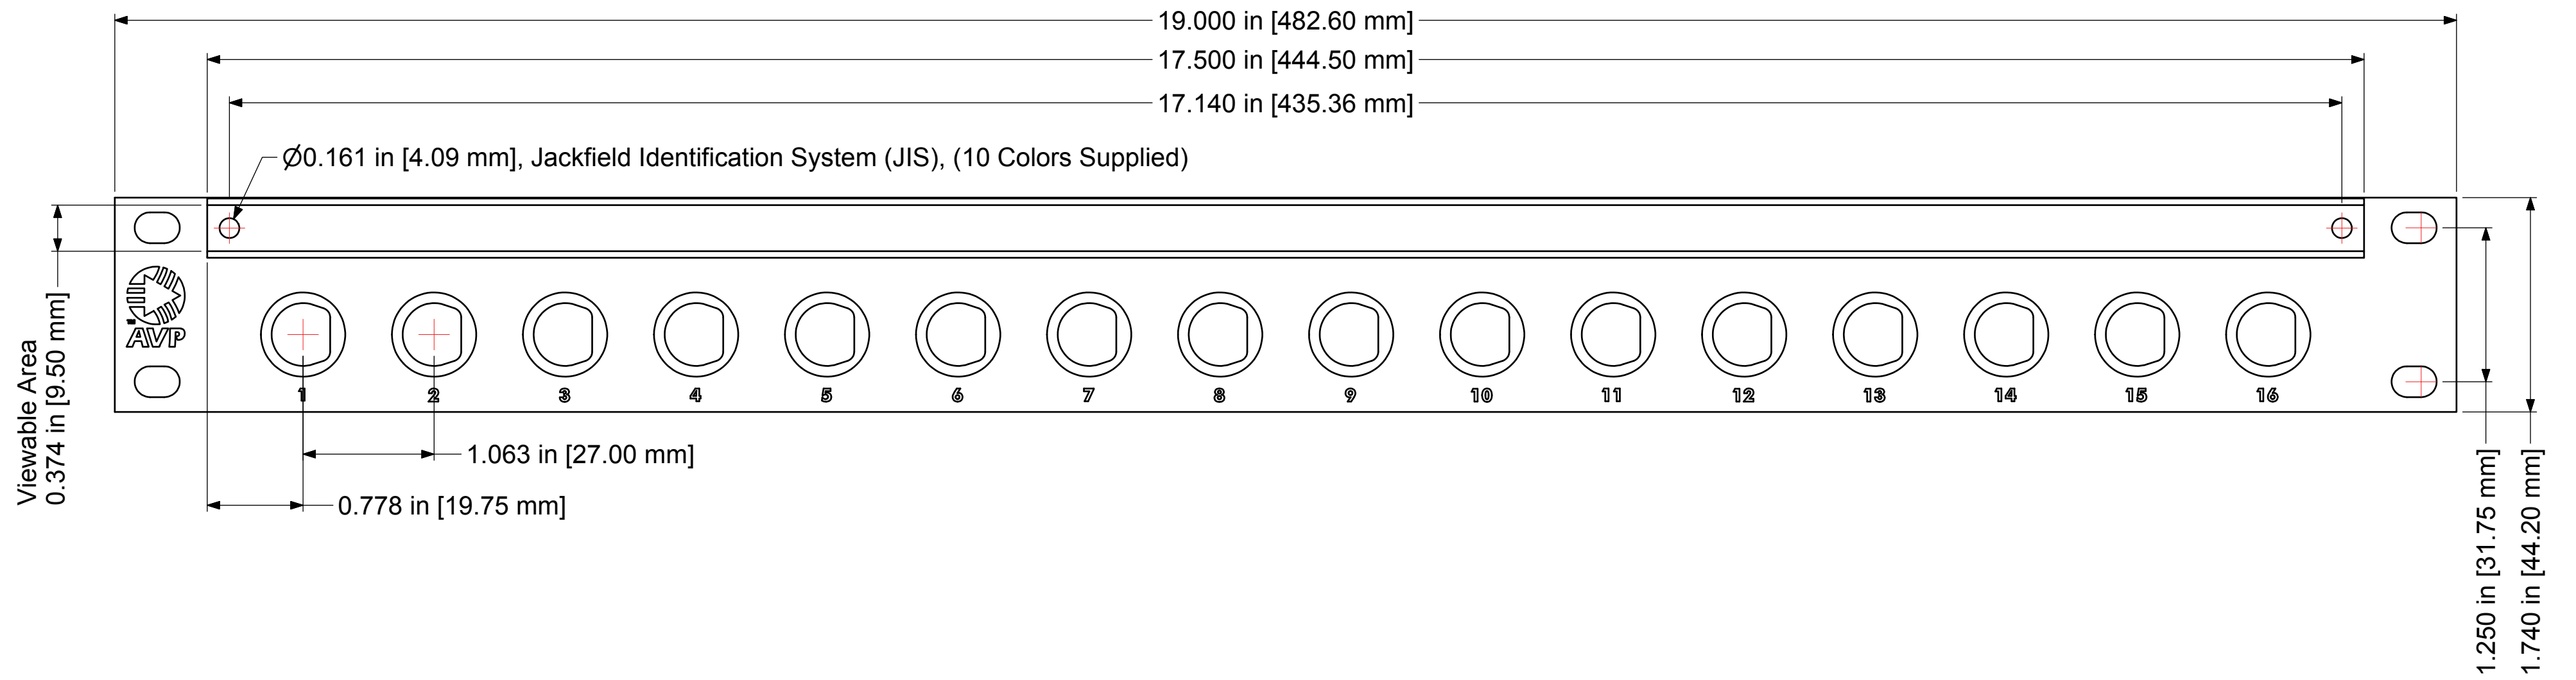 19.000 in [482.60 mm]
17.500 in [444.50 mm]
17.140 in [435.36 mm]
Ø0.161 in [4.09 mm], Jackfield Identification System (JIS), (10 Colors Supplied)
Viewable Area
0.374 in [9.50 mm]
AVP
1 2 3 4 5 6 7 8 9 10 11 12 13 14 15 16
1.063 in [27.00 mm]
0.778 in [19.75 mm]
1.250 in [31.75 mm]
1.740 in [44.20 mm]